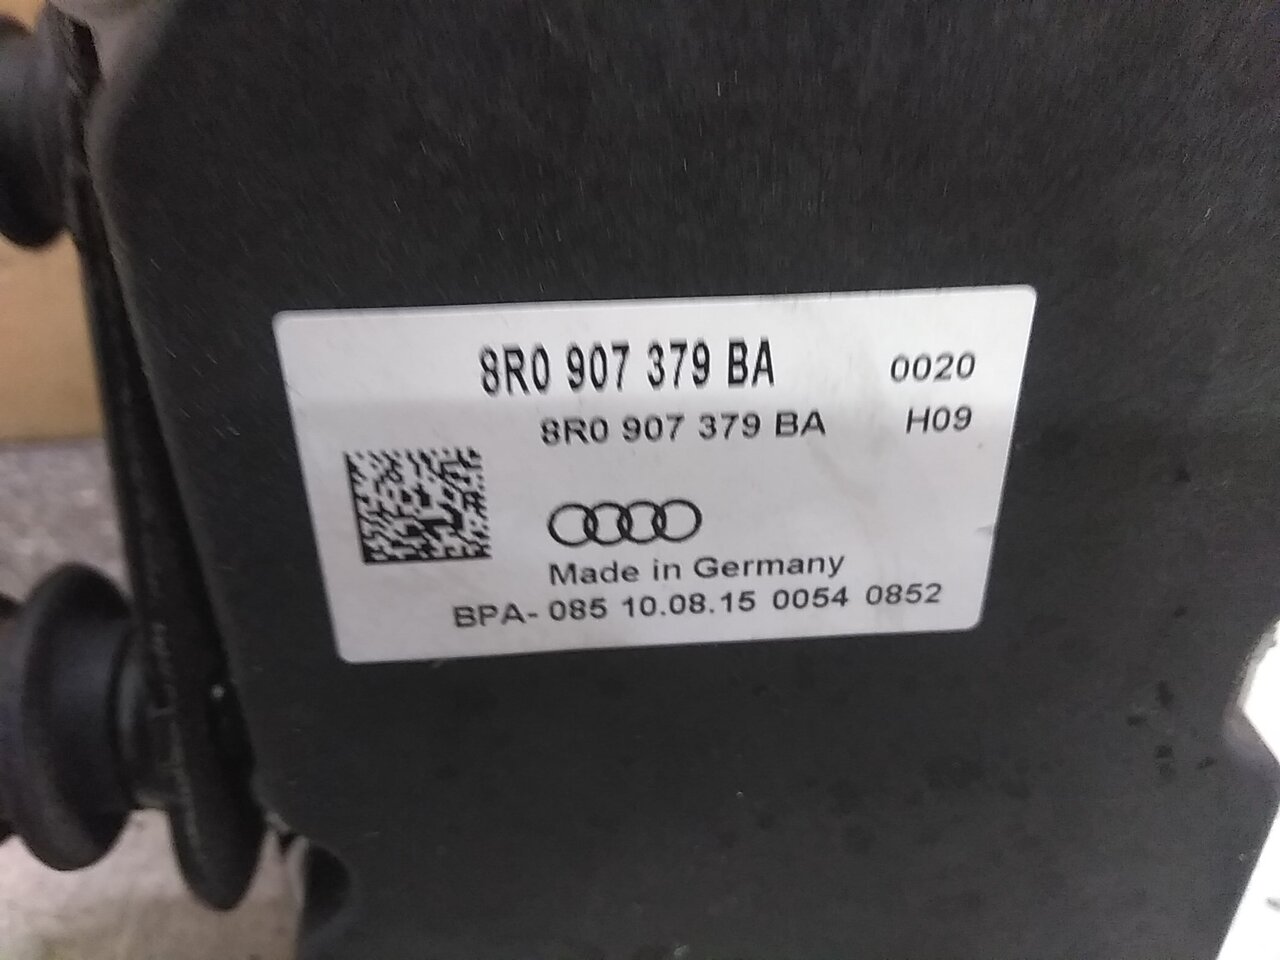 8R0 907 379 BA 0020
8R0 907 379 BA H09
Made in Germany
BPA- 085 10.08.15 0054 0852